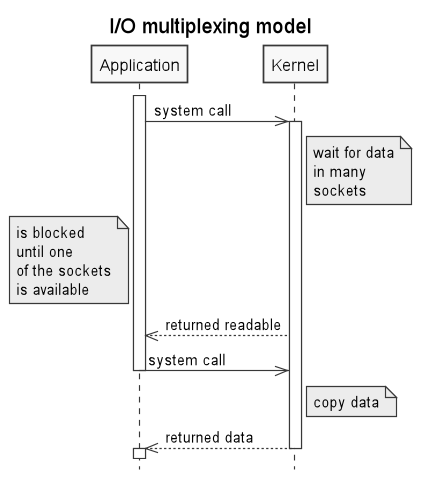 I/O multiplexing model
Application
Kernel
system call
wait for data
in many
sockets
is blocked
until one
of the sockets
is available
returned readable
system call
copy data
returned data